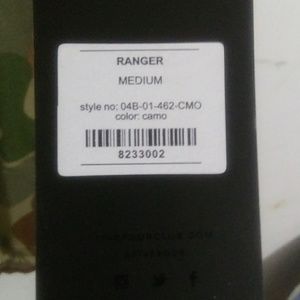 RANGER
MEDIUM
style no: 04B-01-462-CMO
color: camo
8233002